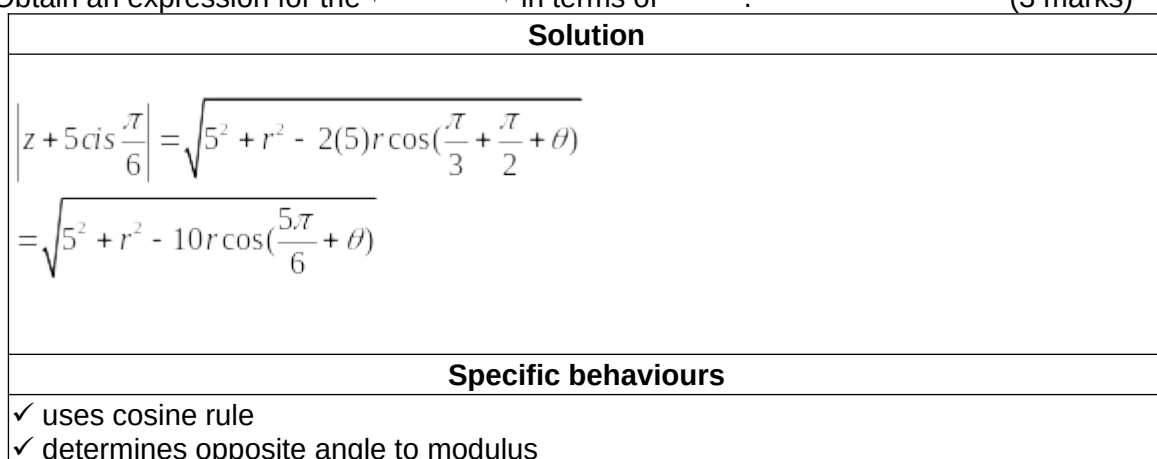 Obtain an expression for the in terms of . (3 marks)
Solution
|z + 5cis π/6| = √(5² + r² - 2(5)r cos(π/3 + π/2 + θ))
= √(5² + r² - 10r cos(5π/6 + θ))
Specific behaviours
✓ uses cosine rule
✓ determines opposite angle to modulus